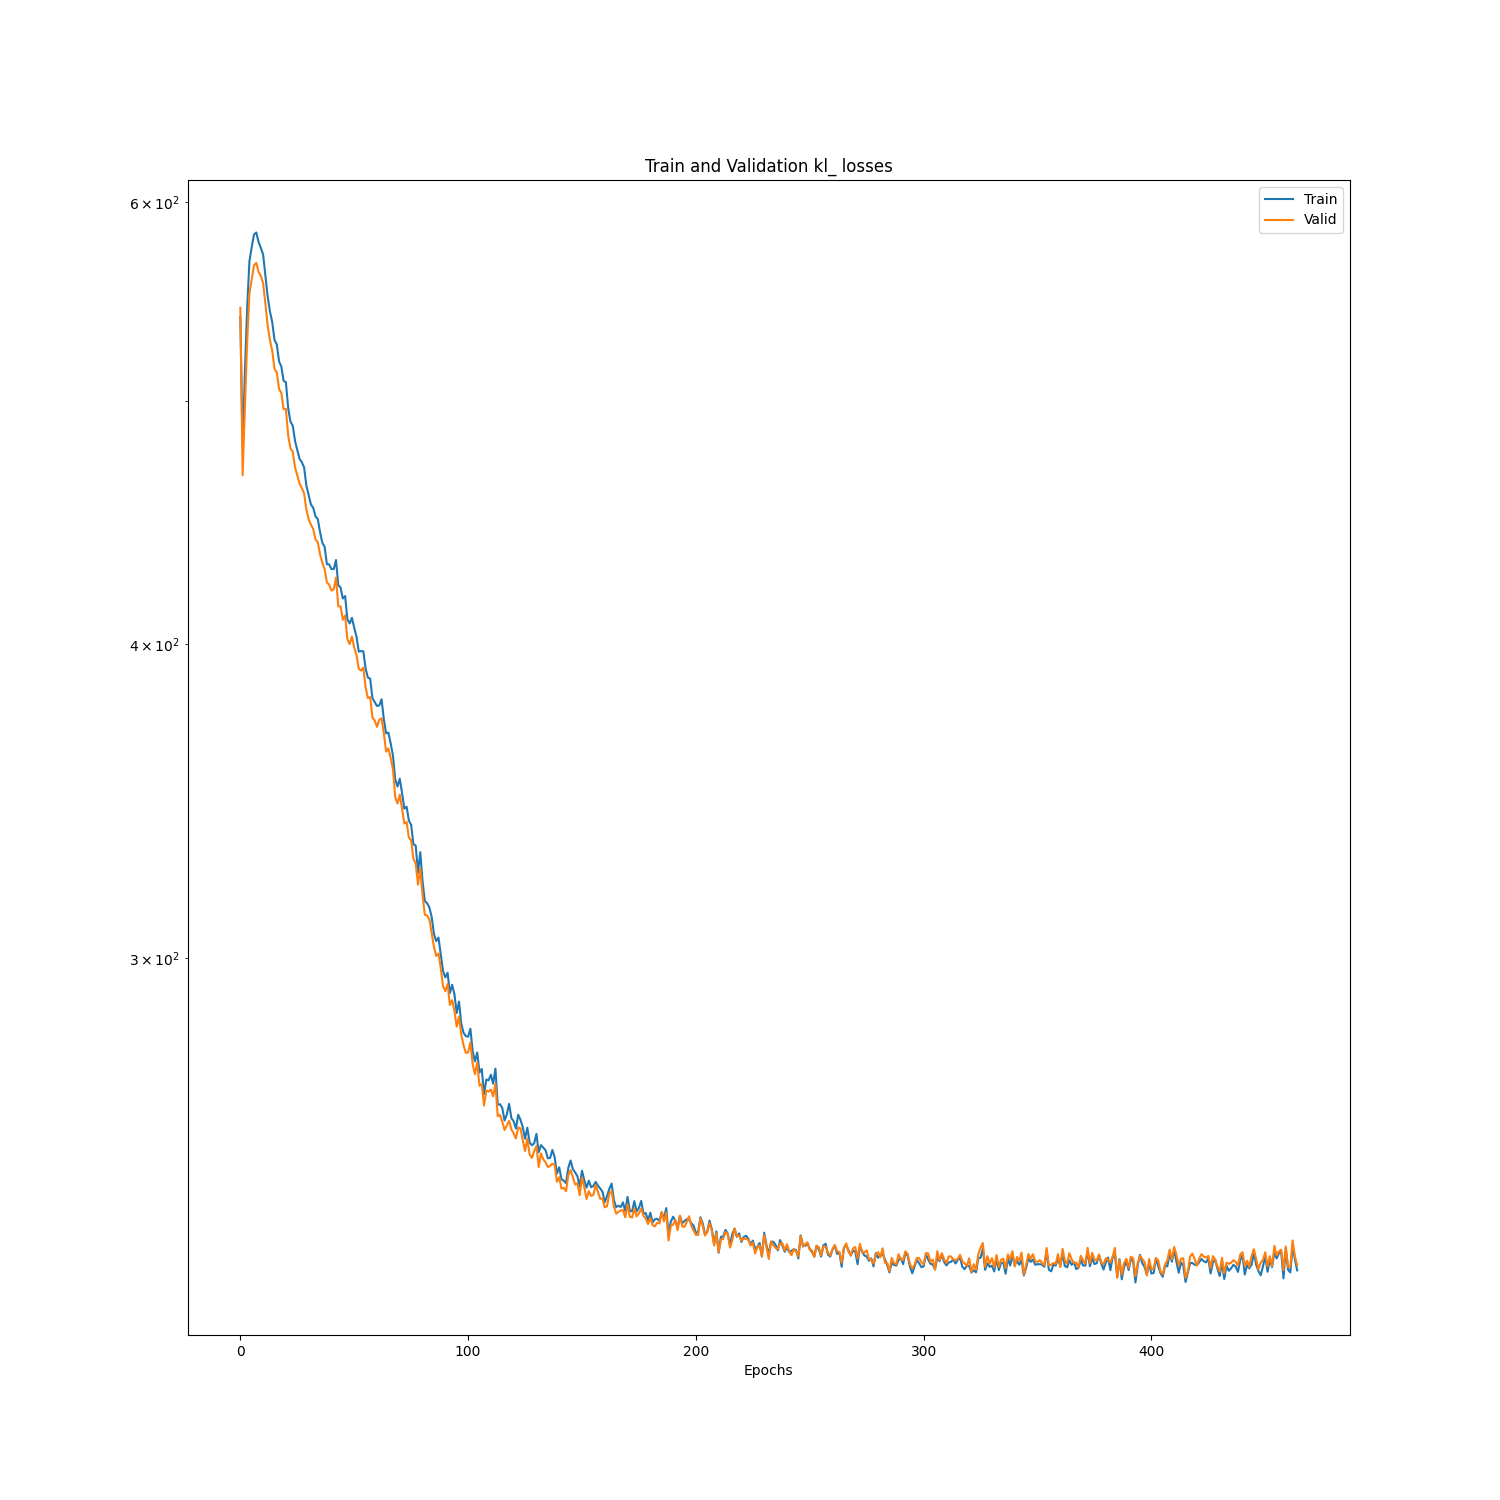 Train and Validation kl_ losses
6 × 10²
4 × 10²
3 × 10²
Train
Valid
0 100 200 300 400
Epochs